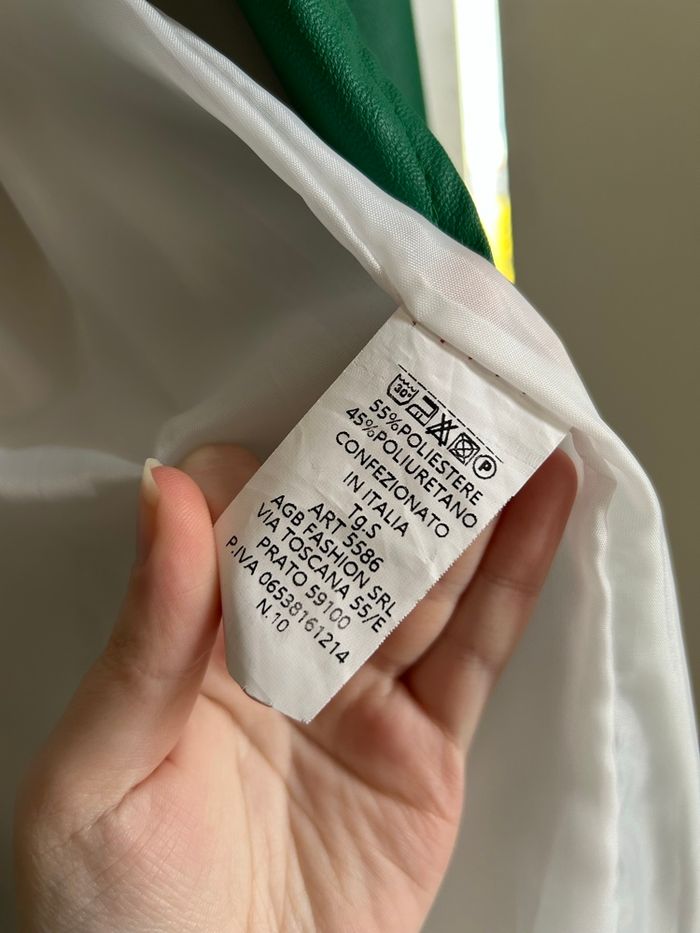 30° P
55%POLIESTERE
45%POLIURETANO
CONFEZIONATO
IN ITALIA
Tg.S
ART 5586
AGB FASHION SRL
VIA TOSCANA 55/E
PRATO 59100
P.IVA 06538161214
N.10